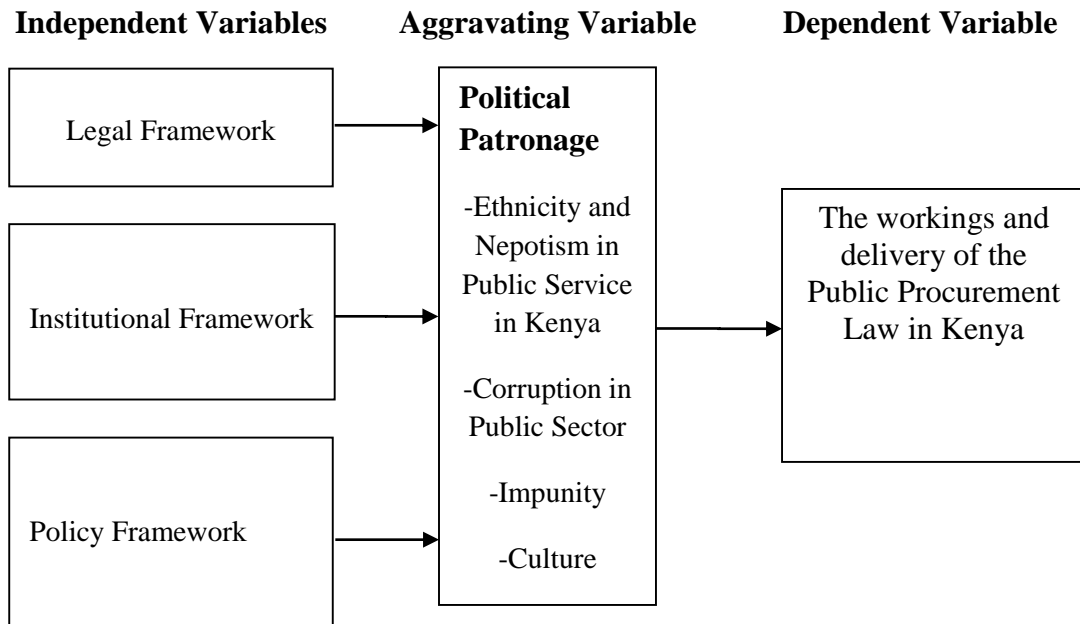 Independent Variables
Aggravating Variable
Dependent Variable
Legal Framework
Institutional Framework
Policy Framework
Political
Patronage
-Ethnicity and
Nepotism in
Public Service
in Kenya
-Corruption in
Public Sector
-Impunity
-Culture
The workings and
delivery of the
Public Procurement
Law in Kenya